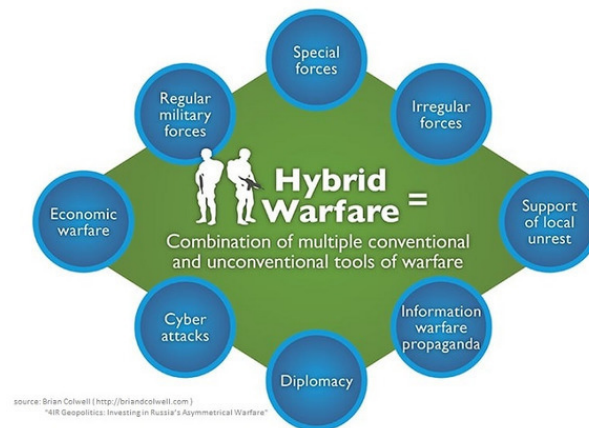 Special
forces
Regular
military
forces
Irregular
forces
Hybrid
Warfare =
Combination of multiple conventional
and unconventional tools of warfare
Economic
warfare
Support
of local
unrest
Cyber
attacks
Information
warfare
propaganda
Diplomacy
source: Brian Colwell ( http://briandcolwell.com )
"4IR Geopolitics: Investing in Russia's Asymmetrical Warfare"